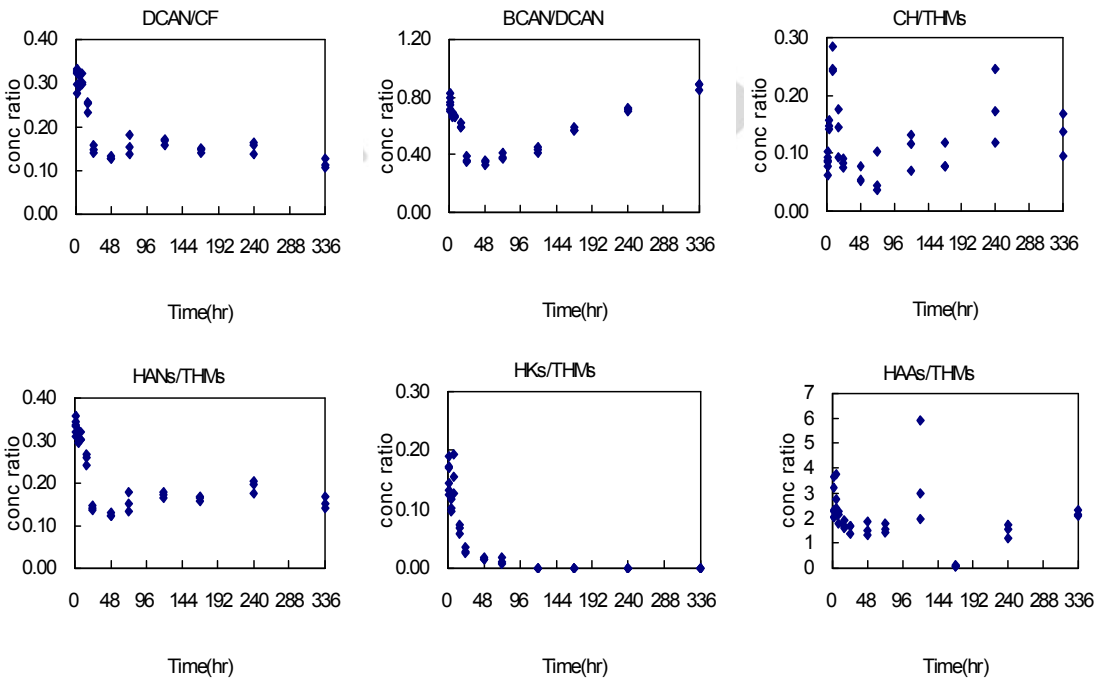 DCAN/CF
0.40
0.30
0.20
0.10
0.00
conc ratio
0 48 96 144 192 240 288 336
Time(hr)
BCAN/DCAN
1.20
0.80
0.40
0.00
conc ratio
0 48 96 144 192 240 288 336
Time(hr)
CH/THMs
0.30
0.20
0.10
0.00
conc ratio
0 48 96 144 192 240 288 336
Time(hr)
HANs/THMs
0.40
0.30
0.20
0.10
0.00
conc ratio
0 48 96 144 192 240 288 336
Time(hr)
HKs/THMs
0.30
0.20
0.10
0.00
conc ratio
0 48 96 144 192 240 288 336
Time(hr)
HAAs/THMs
7
6
5
4
3
2
1
0
conc ratio
0 48 96 144 192 240 288 336
Time(hr)